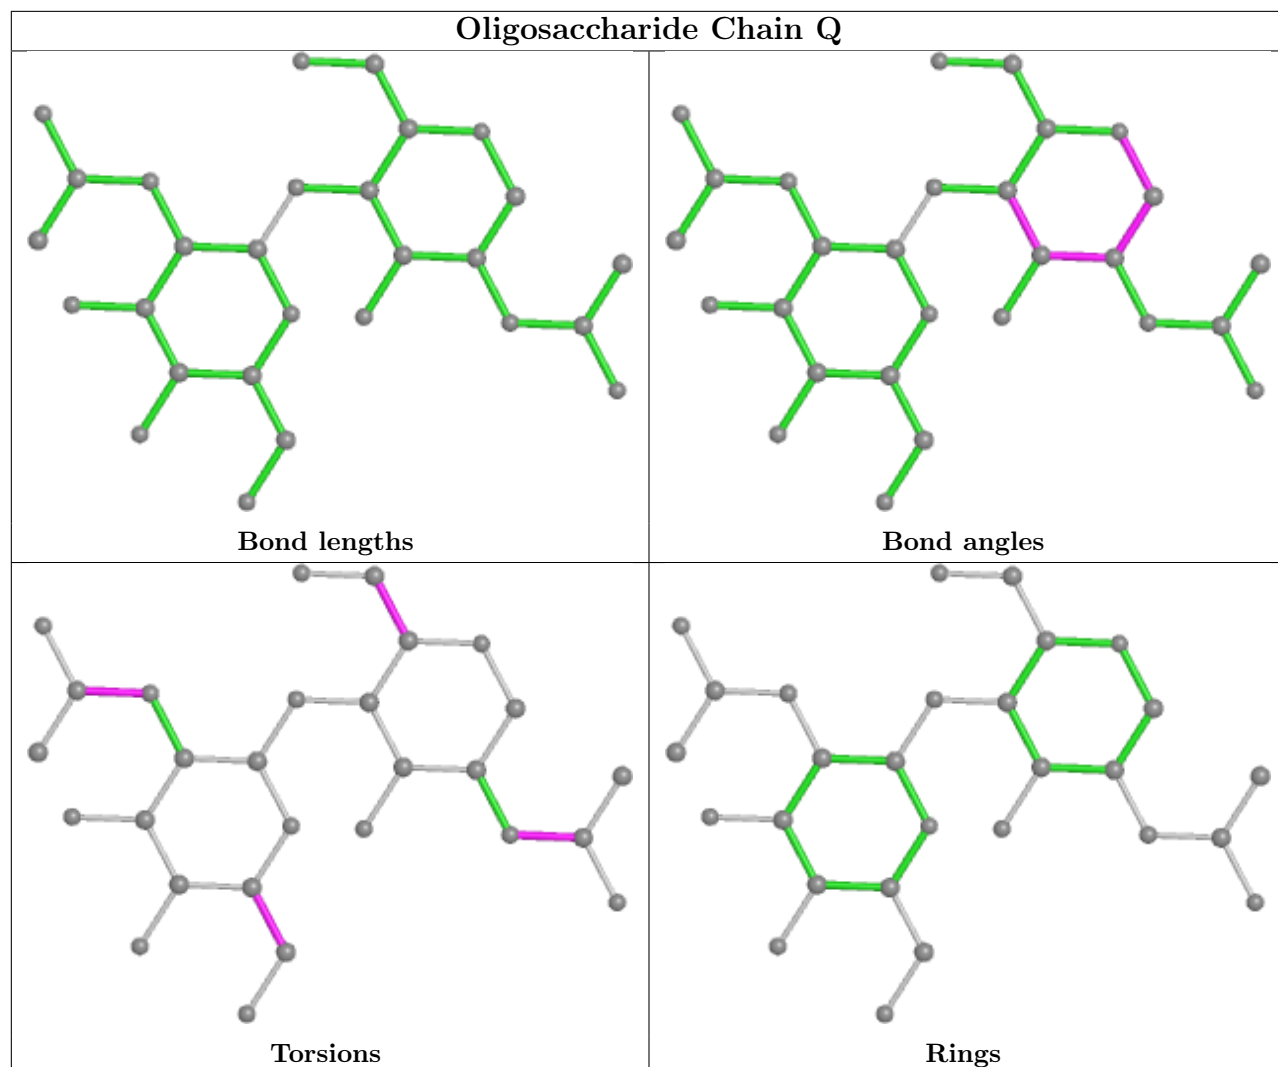 Oligosaccharide Chain Q
Bond lengths
Bond angles
Torsions
Rings